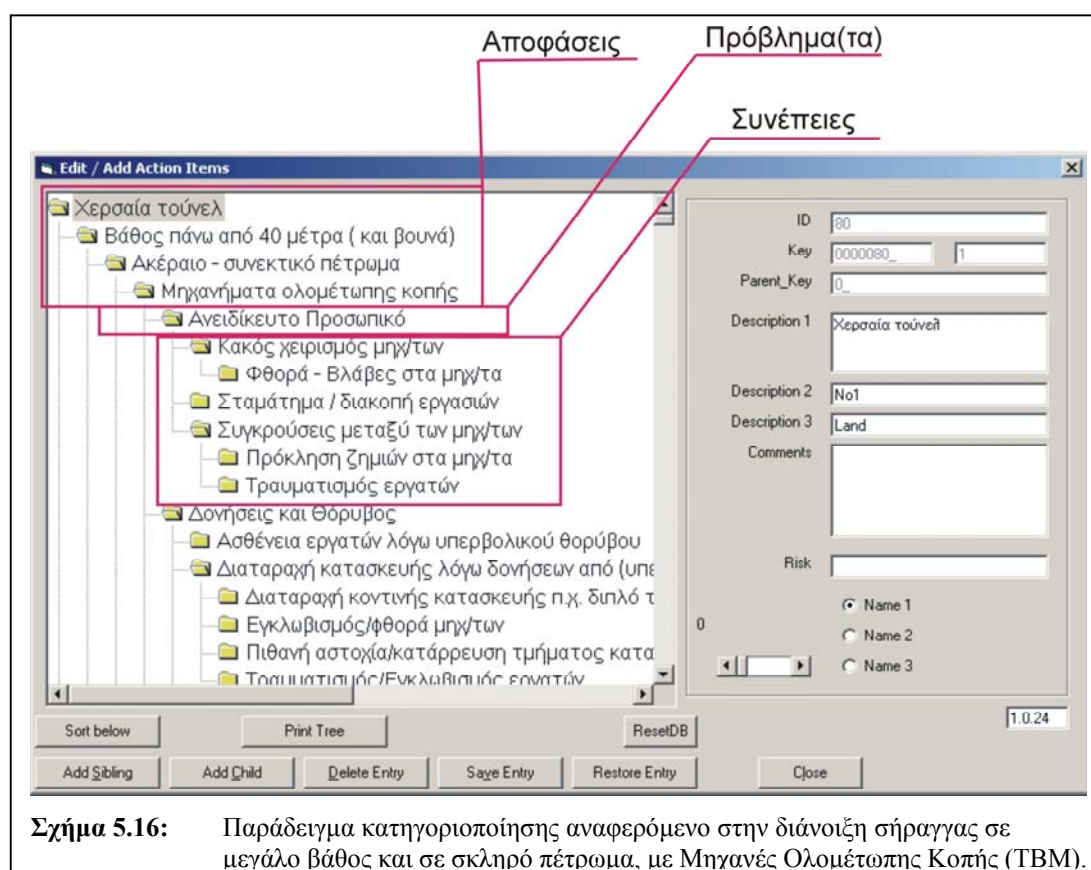 Αποφάσεις
Πρόβλημα(τα)
Συνέπειες
Edit / Add Action Items
Χερσαία τούνελ
Βάθος πάνω από 40 μέτρα ( και βουνά)
Ακέραιο - συνεκτικό πέτρωμα
Μηχανήματα ολομέτωπης κοπής
Ανειδίκευτο Προσωπικό
Κακός χειρισμός μηχ/των
Φθορά - Βλάβες στα μηχ/τα
Σταμάτημα / διακοπή εργασιών
Συγκρούσεις μεταξύ των μηχ/των
Πρόκληση ζημιών στα μηχ/τα
Τραυματισμός εργατών
Δονήσεις και Θόρυβος
Ασθένεια εργατών λόγω υπερβολικού θορύβου
Διαταραχή κατασκευής λόγω δονήσεων από (υπε
Διαταραχή κοντινής κατασκευής π.χ. διπλό τ
Εγκλωβισμός/φθορά μηχ/των
Πιθανή αστοχία/κατάρρευση τμήματος κατα
Τραυματισμός/Εγκλωβισμός εργατών
ID 80
Key 0000080_ 1
Parent_Key 0_
Description 1 Χερσαία τούνελ
Description 2 No1
Description 3 Land
Comments
Risk
Name 1
0 Name 2
Name 3
1.0.24
Sort below Print Tree ResetDB
Add Sibling Add Child Delete Entry Save Entry Restore Entry Close
Σχήμα 5.16: Παράδειγμα κατηγοριοποίησης αναφερόμενο στην διάνοιξη σήραγγας σε
μεγάλο βάθος και σε σκληρό πέτρωμα, με Μηχανές Ολομέτωπης Κοπής (TBM).